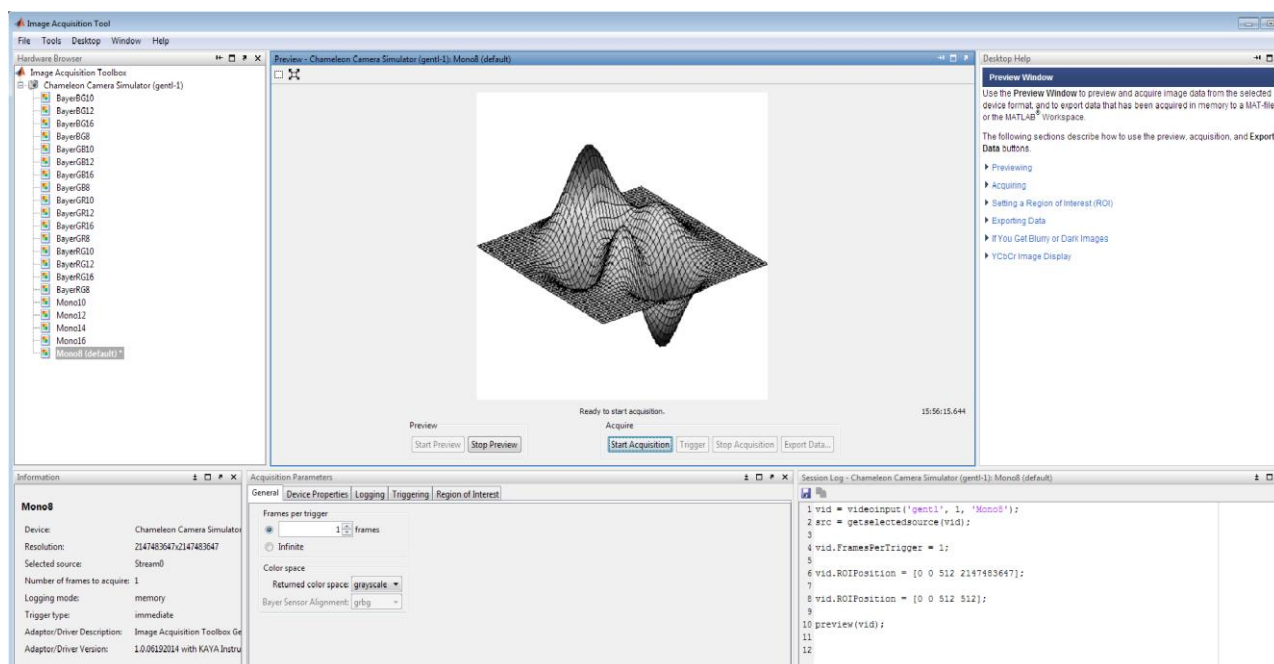 Image Acquisition Tool
File Tools Desktop Window Help
Hardware Browser
Image Acquisition Toolbox
Chameleon Camera Simulator (gentl-1)
BayerBG10
BayerBG12
BayerBG16
BayerBG8
BayerGB10
BayerGB12
BayerGB16
BayerGB8
BayerGR10
BayerGR12
BayerGR16
BayerGR8
BayerRG10
BayerRG12
BayerRG16
BayerRG8
Mono10
Mono12
Mono14
Mono16
Mono8 (default) *
Preview - Chameleon Camera Simulator (gentl-1): Mono8 (default)
Ready to start acquisition.
15:56:15.644
Preview
Acquire
Start Preview Stop Preview
Start Acquisition Trigger Stop Acquisition Export Data...
Desktop Help
Preview Window
Use the Preview Window to preview and acquire image data from the selected
device format, and to export data that has been acquired in memory to a MAT-file
or the MATLAB® Workspace.
The following sections describe how to use the preview, acquisition, and Export
Data buttons.
Previewing
Acquiring
Setting a Region of Interest (ROI)
Exporting Data
If You Get Blurry or Dark Images
YCbCr Image Display
Information
Mono8
Device: Chameleon Camera Simulator
Resolution: 2147483647x2147483647
Selected source: Stream0
Number of frames to acquire: 1
Logging mode: memory
Trigger type: immediate
Adaptor/Driver Description: Image Acquisition Toolbox Ge
Adaptor/Driver Version: 1.0.06192014 with KAYA Instru
Acquisition Parameters
General Device Properties Logging Triggering Region of Interest
Frames per trigger
1 frames
Infinite
Color space
Returned color space: grayscale
Bayer Sensor Alignment: grbg
Session Log - Chameleon Camera Simulator (gentl-1): Mono8 (default)
1 vid = videoinput('gentl', 1, 'Mono8');
2 src = getselectedsource(vid);
3
4 vid.FramesPerTrigger = 1;
5
6 vid.ROIPosition = [0 0 512 2147483647];
7
8 vid.ROIPosition = [0 0 512 512];
9
10 preview(vid);
11
12